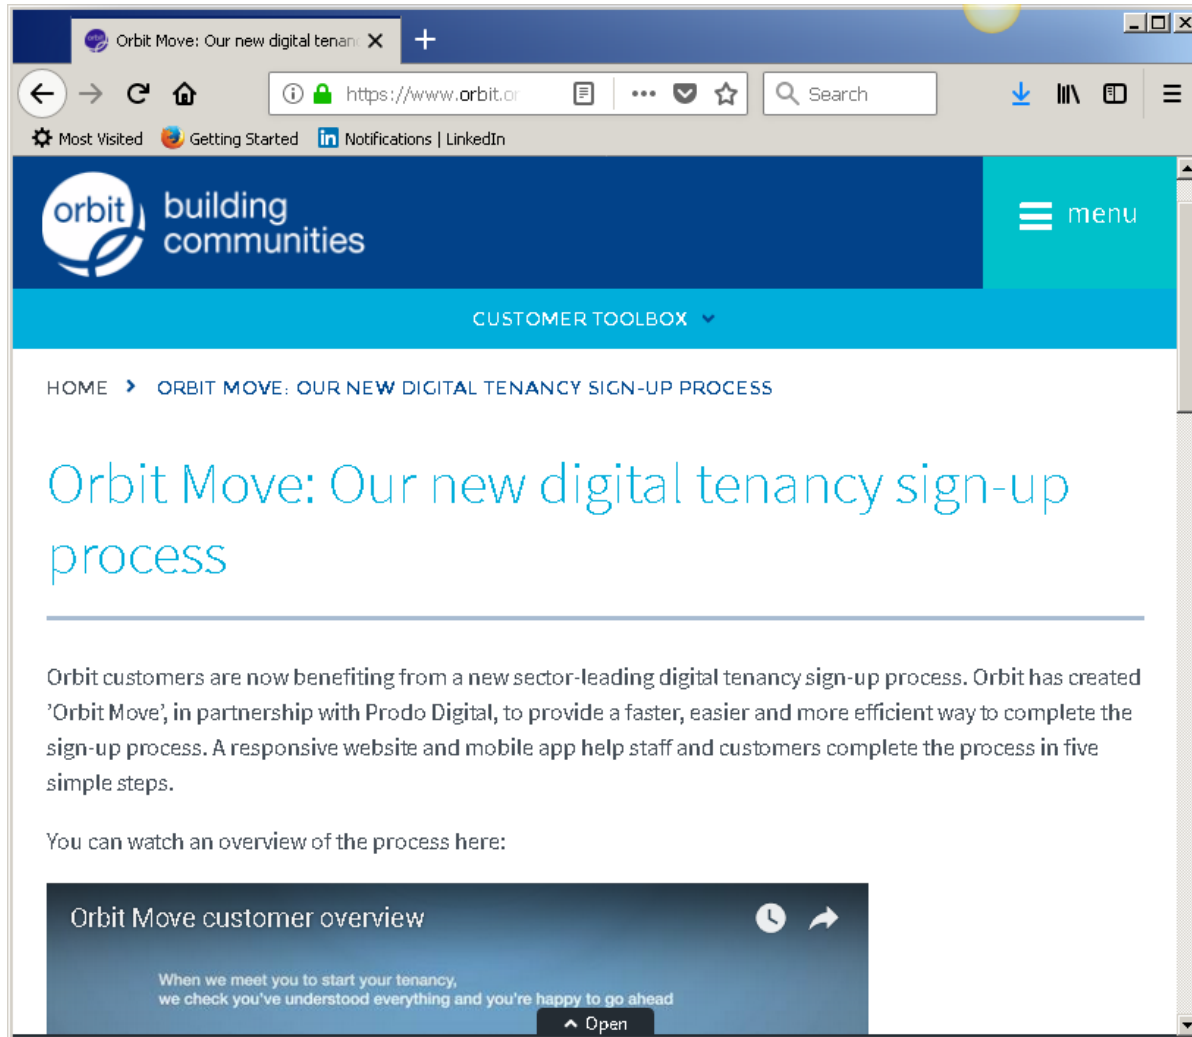 Orbit Move: Our new digital tenanc
https://www.orbit.or
Search
Most Visited Getting Started in Notifications | LinkedIn
orbit
building
communities
menu
CUSTOMER TOOLBOX
HOME > ORBIT MOVE: OUR NEW DIGITAL TENANCY SIGN-UP PROCESS
Orbit Move: Our new digital tenancy sign-up
process
Orbit customers are now benefiting from a new sector-leading digital tenancy sign-up process. Orbit has created
'Orbit Move', in partnership with Prodo Digital, to provide a faster, easier and more efficient way to complete the
sign-up process. A responsive website and mobile app help staff and customers complete the process in five
simple steps.
You can watch an overview of the process here:
Orbit Move customer overview
When we meet you to start your tenancy,
we check you've understood everything and you're happy to go ahead
Open